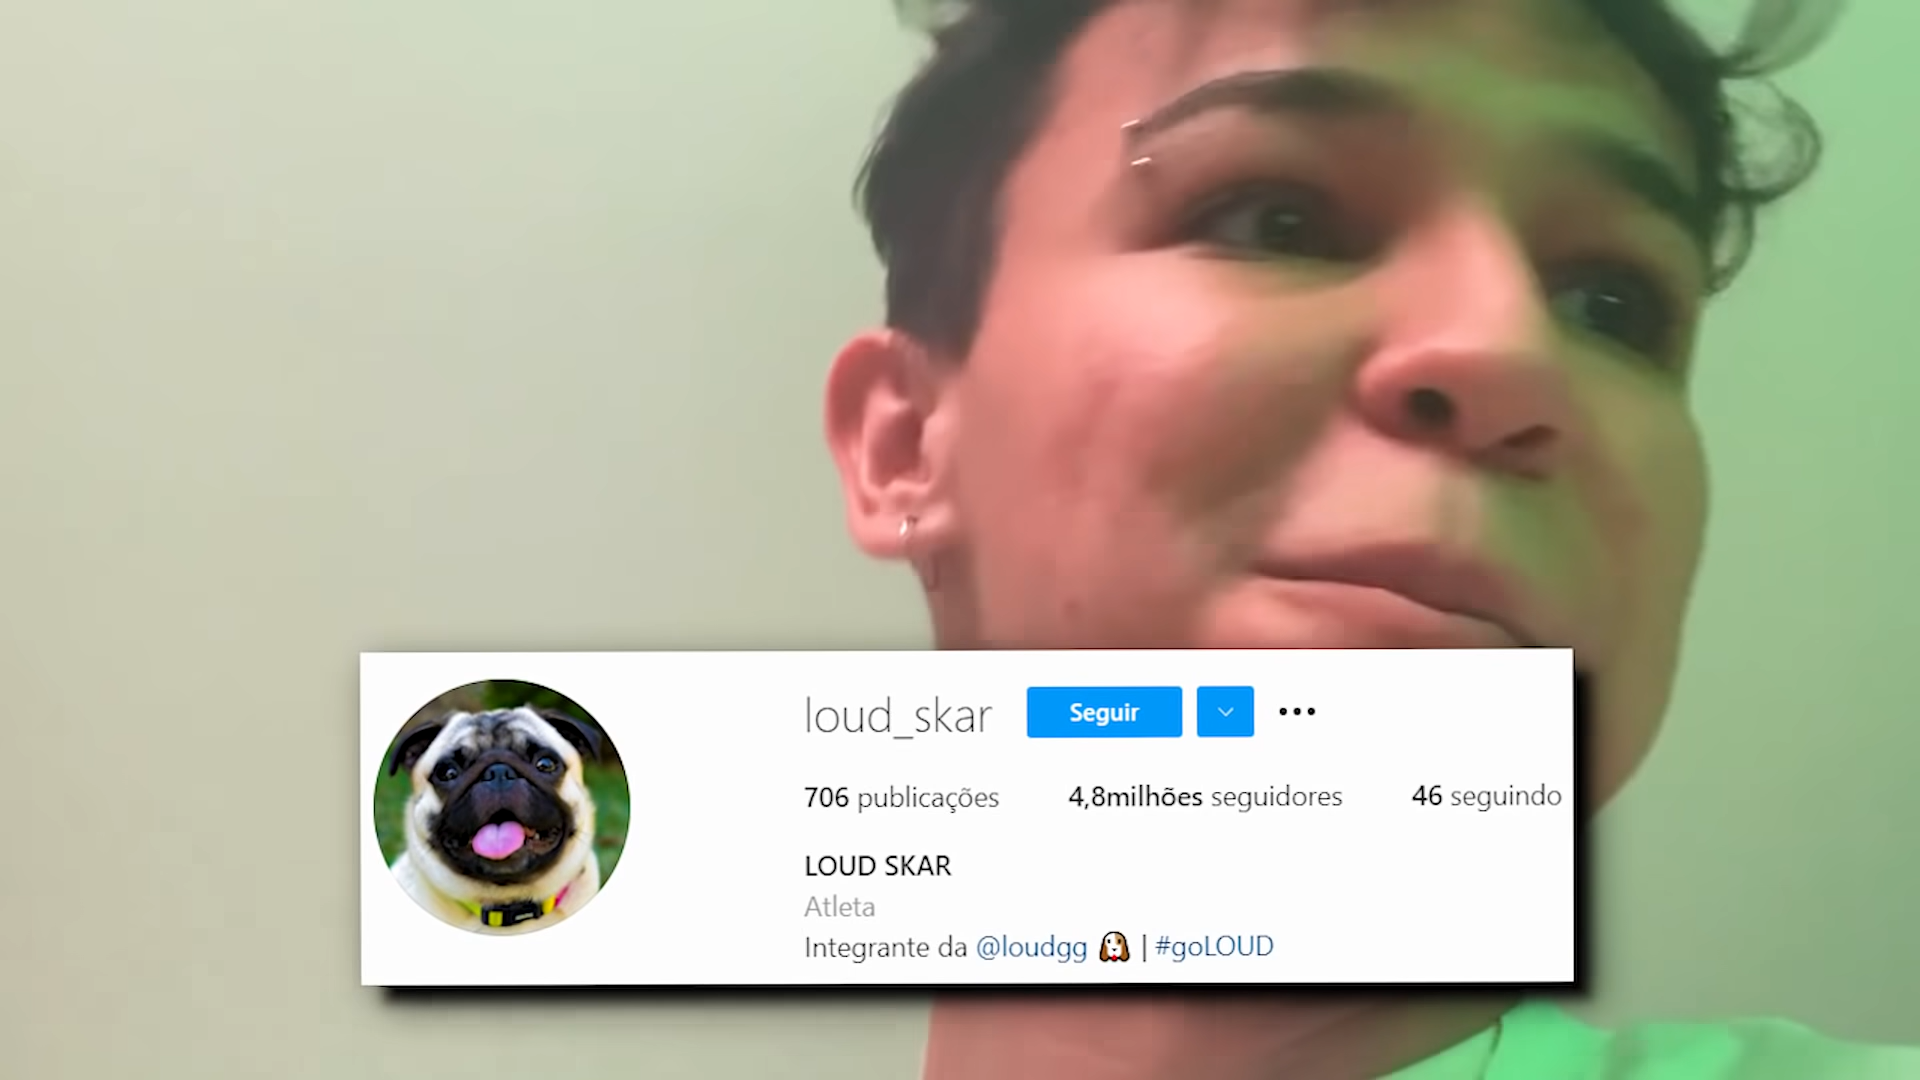 loud_skar Seguir
706 publicações 4,8milhões seguidores 46 seguindo
LOUD SKAR
Atleta
Integrante da @loudgg | #goLOUD